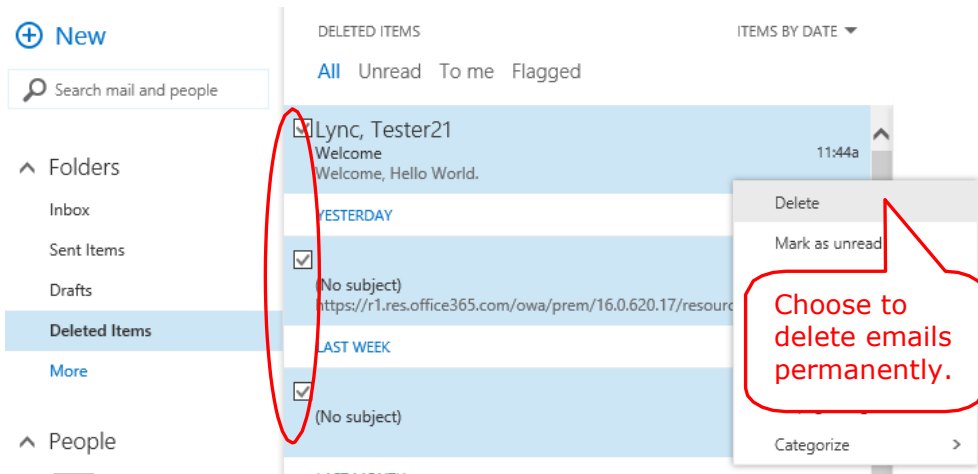 New
Search mail and people
Folders
Inbox
Sent Items
Drafts
Deleted Items
More
People
DELETED ITEMS
ITEMS BY DATE
All Unread To me Flagged
Lync, Tester21
Welcome
11:44a
Welcome, Hello World.
YESTERDAY
(No subject)
https://r1.res.office365.com/owa/prem/16.0.620.17/resourc
LAST WEEK
(No subject)
LAST MONTH
Delete
Mark as unread
Choose to
delete emails
permanently.
Categorize